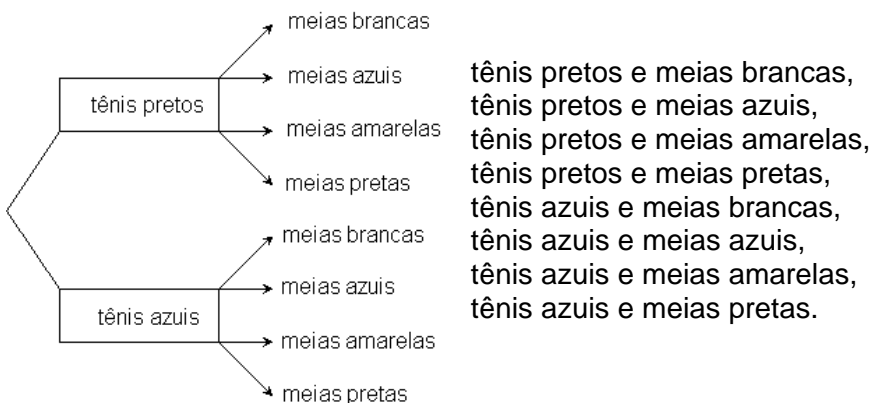 meias brancas
meias azuis
tênis pretos
meias amarelas
meias pretas
meias brancas
meias azuis
tênis azuis
meias amarelas
meias pretas
tênis pretos e meias brancas,
tênis pretos e meias azuis,
tênis pretos e meias amarelas,
tênis pretos e meias pretas,
tênis azuis e meias brancas,
tênis azuis e meias azuis,
tênis azuis e meias amarelas,
tênis azuis e meias pretas.